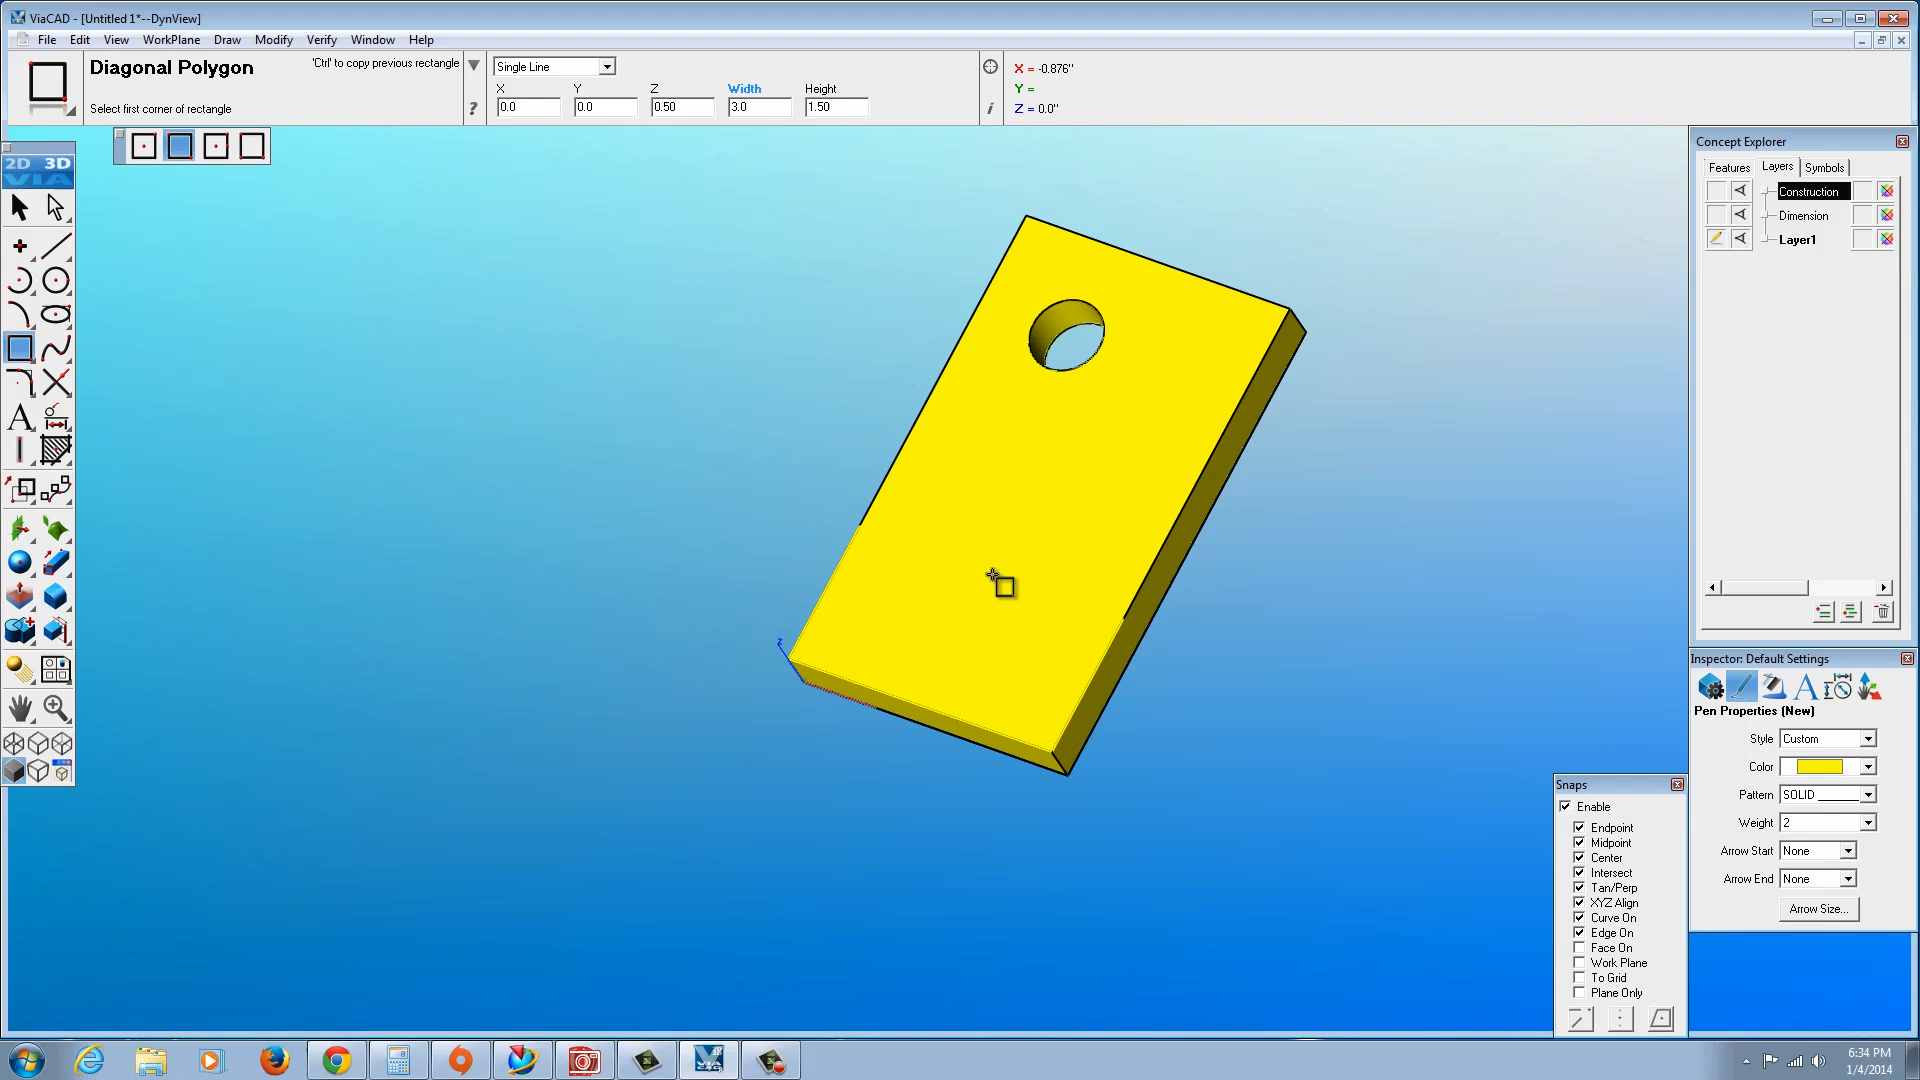 ViaCAD - [Untitled 1*--DynView]
File Edit View WorkPlane Draw Modify Verify Window Help
Diagonal Polygon
'Ctrl' to copy previous rectangle
Select first corner of rectangle
?
Single Line
X Y Z Width Height
0.0 0.0 0.50 3.0 1.50
i
X = -0.876"
Y =
Z = 0.0"
2D 3D
VIA
A
z
Concept Explorer
Features Layers Symbols
Construction
Dimension
Layer1
Inspector: Default Settings
A
Pen Properties (New)
Style Custom
Color
Pattern SOLID
Weight 2
Arrow Start None
Arrow End None
Arrow Size...
Snaps
Enable
Endpoint
Midpoint
Center
Intersect
Tan/Perp
XYZ Align
Curve On
Edge On
Face On
Work Plane
To Grid
Plane Only
6:34 PM
1/4/2014